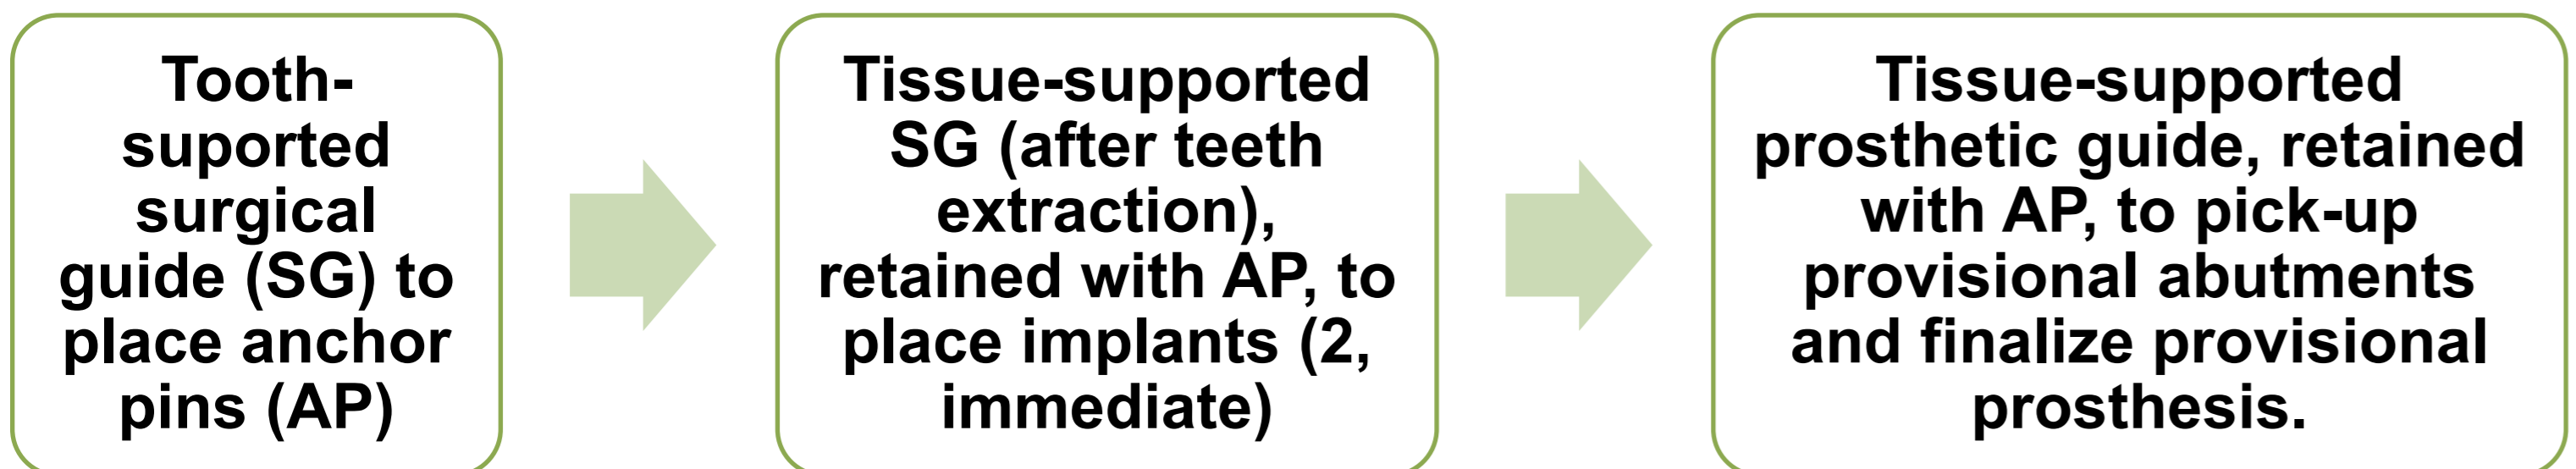 Tooth-
suported
surgical
guide (SG) to
place anchor
pins (AP)
Tissue-supported
SG (after teeth
extraction),
retained with AP, to
place implants (2,
immediate)
Tissue-supported
prosthetic guide, retained
with AP, to pick-up
provisional abutments
and finalize provisional
prosthesis.